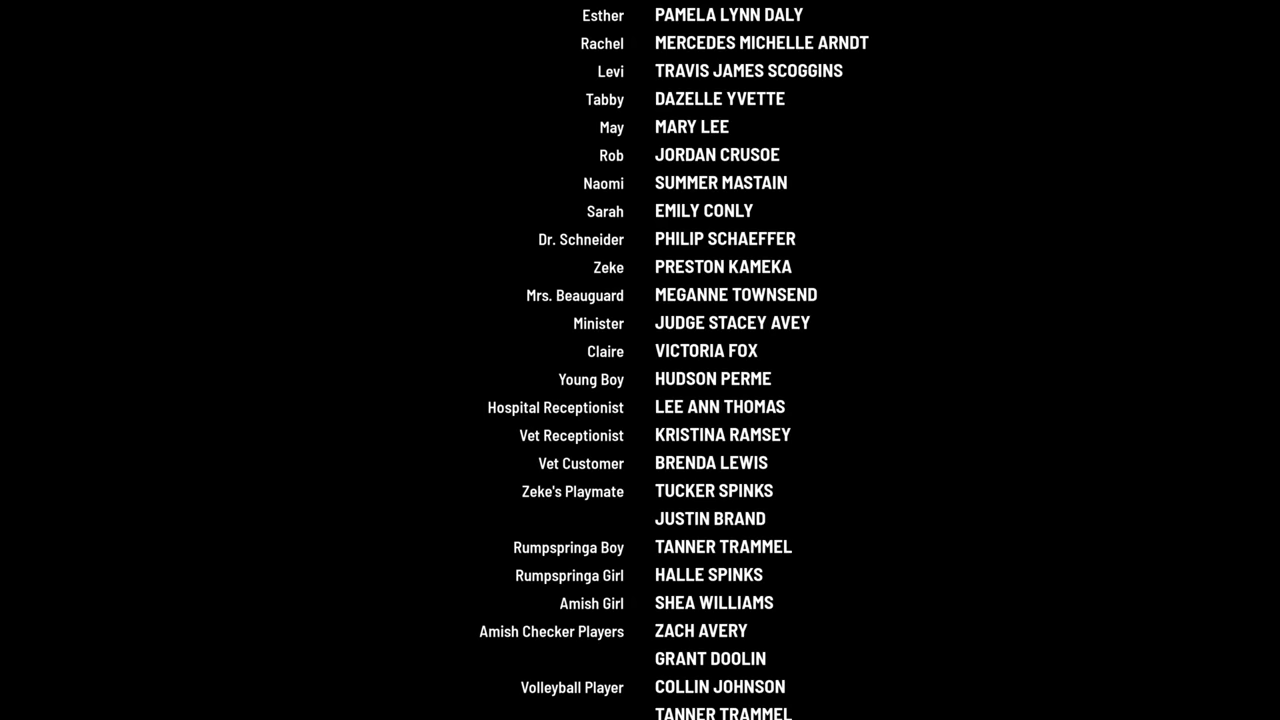 Esther PAMELA LYNN DALY
Rachel MERCEDES MICHELLE ARNDT
Levi TRAVIS JAMES SCOGGINS
Tabby DAZELLE YVETTE
May MARY LEE
Rob JORDAN CRUSOE
Naomi SUMMER MASTAIN
Sarah EMILY CONLY
Dr. Schneider PHILIP SCHAEFFER
Zeke PRESTON KAMEKA
Mrs. Beauguard MEGANNE TOWNSEND
Minister JUDGE STACEY AVEY
Claire VICTORIA FOX
Young Boy HUDSON PERME
Hospital Receptionist LEE ANN THOMAS
Vet Receptionist KRISTINA RAMSEY
Vet Customer BRENDA LEWIS
Zeke's Playmate TUCKER SPINKS
JUSTIN BRAND
Rumpspringa Boy TANNER TRAMMEL
Rumpspringa Girl HALLE SPINKS
Amish Girl SHEA WILLIAMS
Amish Checker Players ZACH AVERY
GRANT DOOLIN
Volleyball Player COLLIN JOHNSON
TANNER TRAMMEL